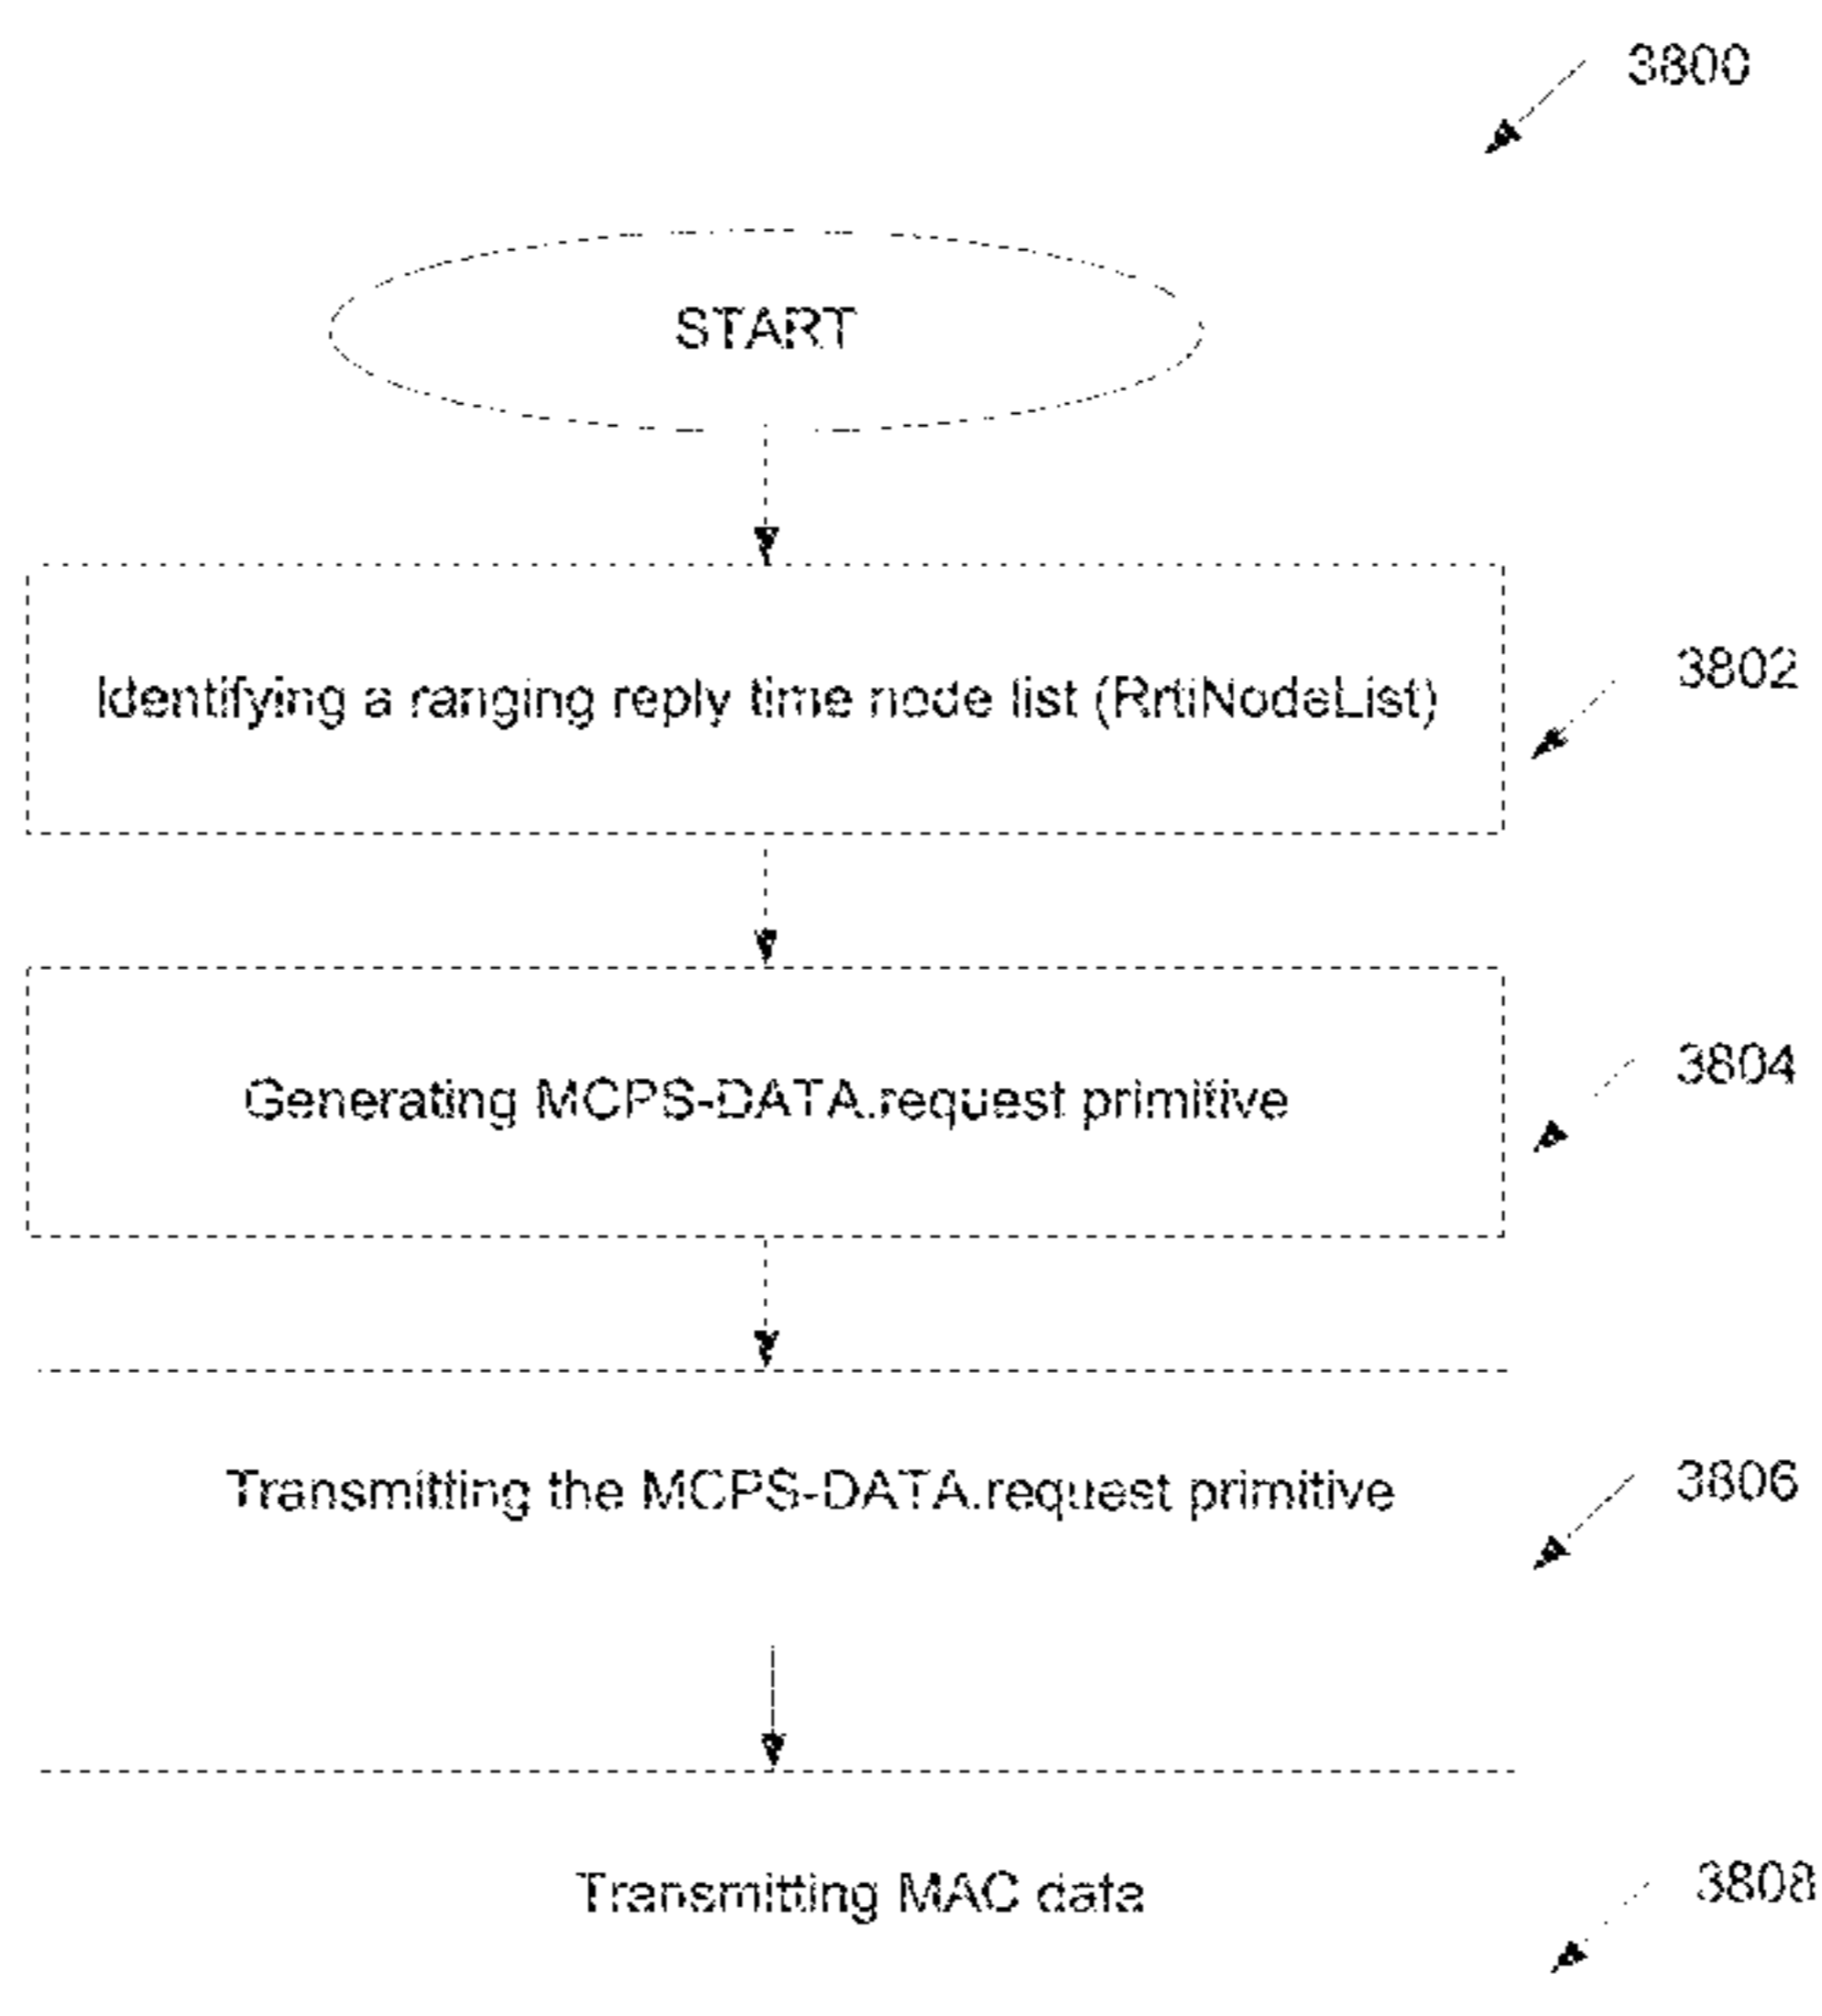 3800
START
Identifying a ranging reply time node list (RrtiNodeList)
3802
Generating MCPS-DATA.request primitive
3804
Transmitting the MCPS-DATA.request primitive
3806
Transmitting MAC data
3808